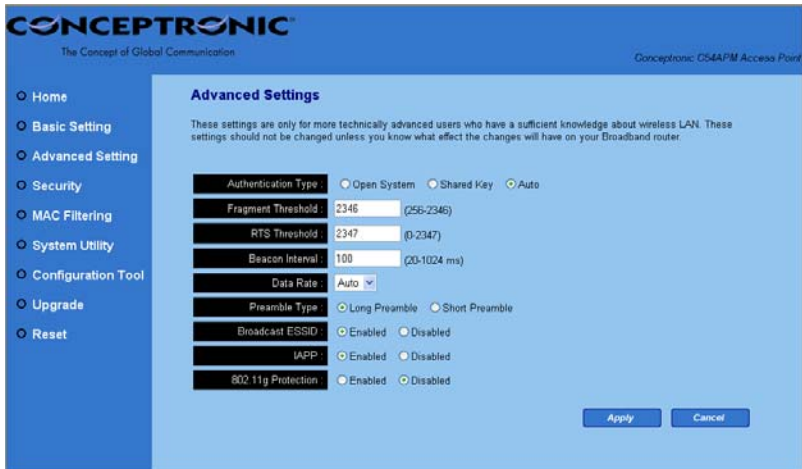 CONCEPTRONIC
The Concept of Global Communication
Conceptronic C54APM Access Point
Home
Basic Setting
Advanced Setting
Security
MAC Filtering
System Utility
Configuration Tool
Upgrade
Reset
Advanced Settings
These settings are only for more technically advanced users who have a sufficient knowledge about wireless LAN. These
settings should not be changed unless you know what effect the changes will have on your Broadband router.
Authentication Type : Open System Shared Key Auto
Fragment Threshold : 2346 (256-2346)
RTS Threshold : 2347 (0-2347)
Beacon Interval : 100 (20-1024 ms)
Data Rate : Auto
Preamble Type : Long Preamble Short Preamble
Broadcast ESSID : Enabled Disabled
IAPP : Enabled Disabled
802.11g Protection : Enabled Disabled
Apply Cancel